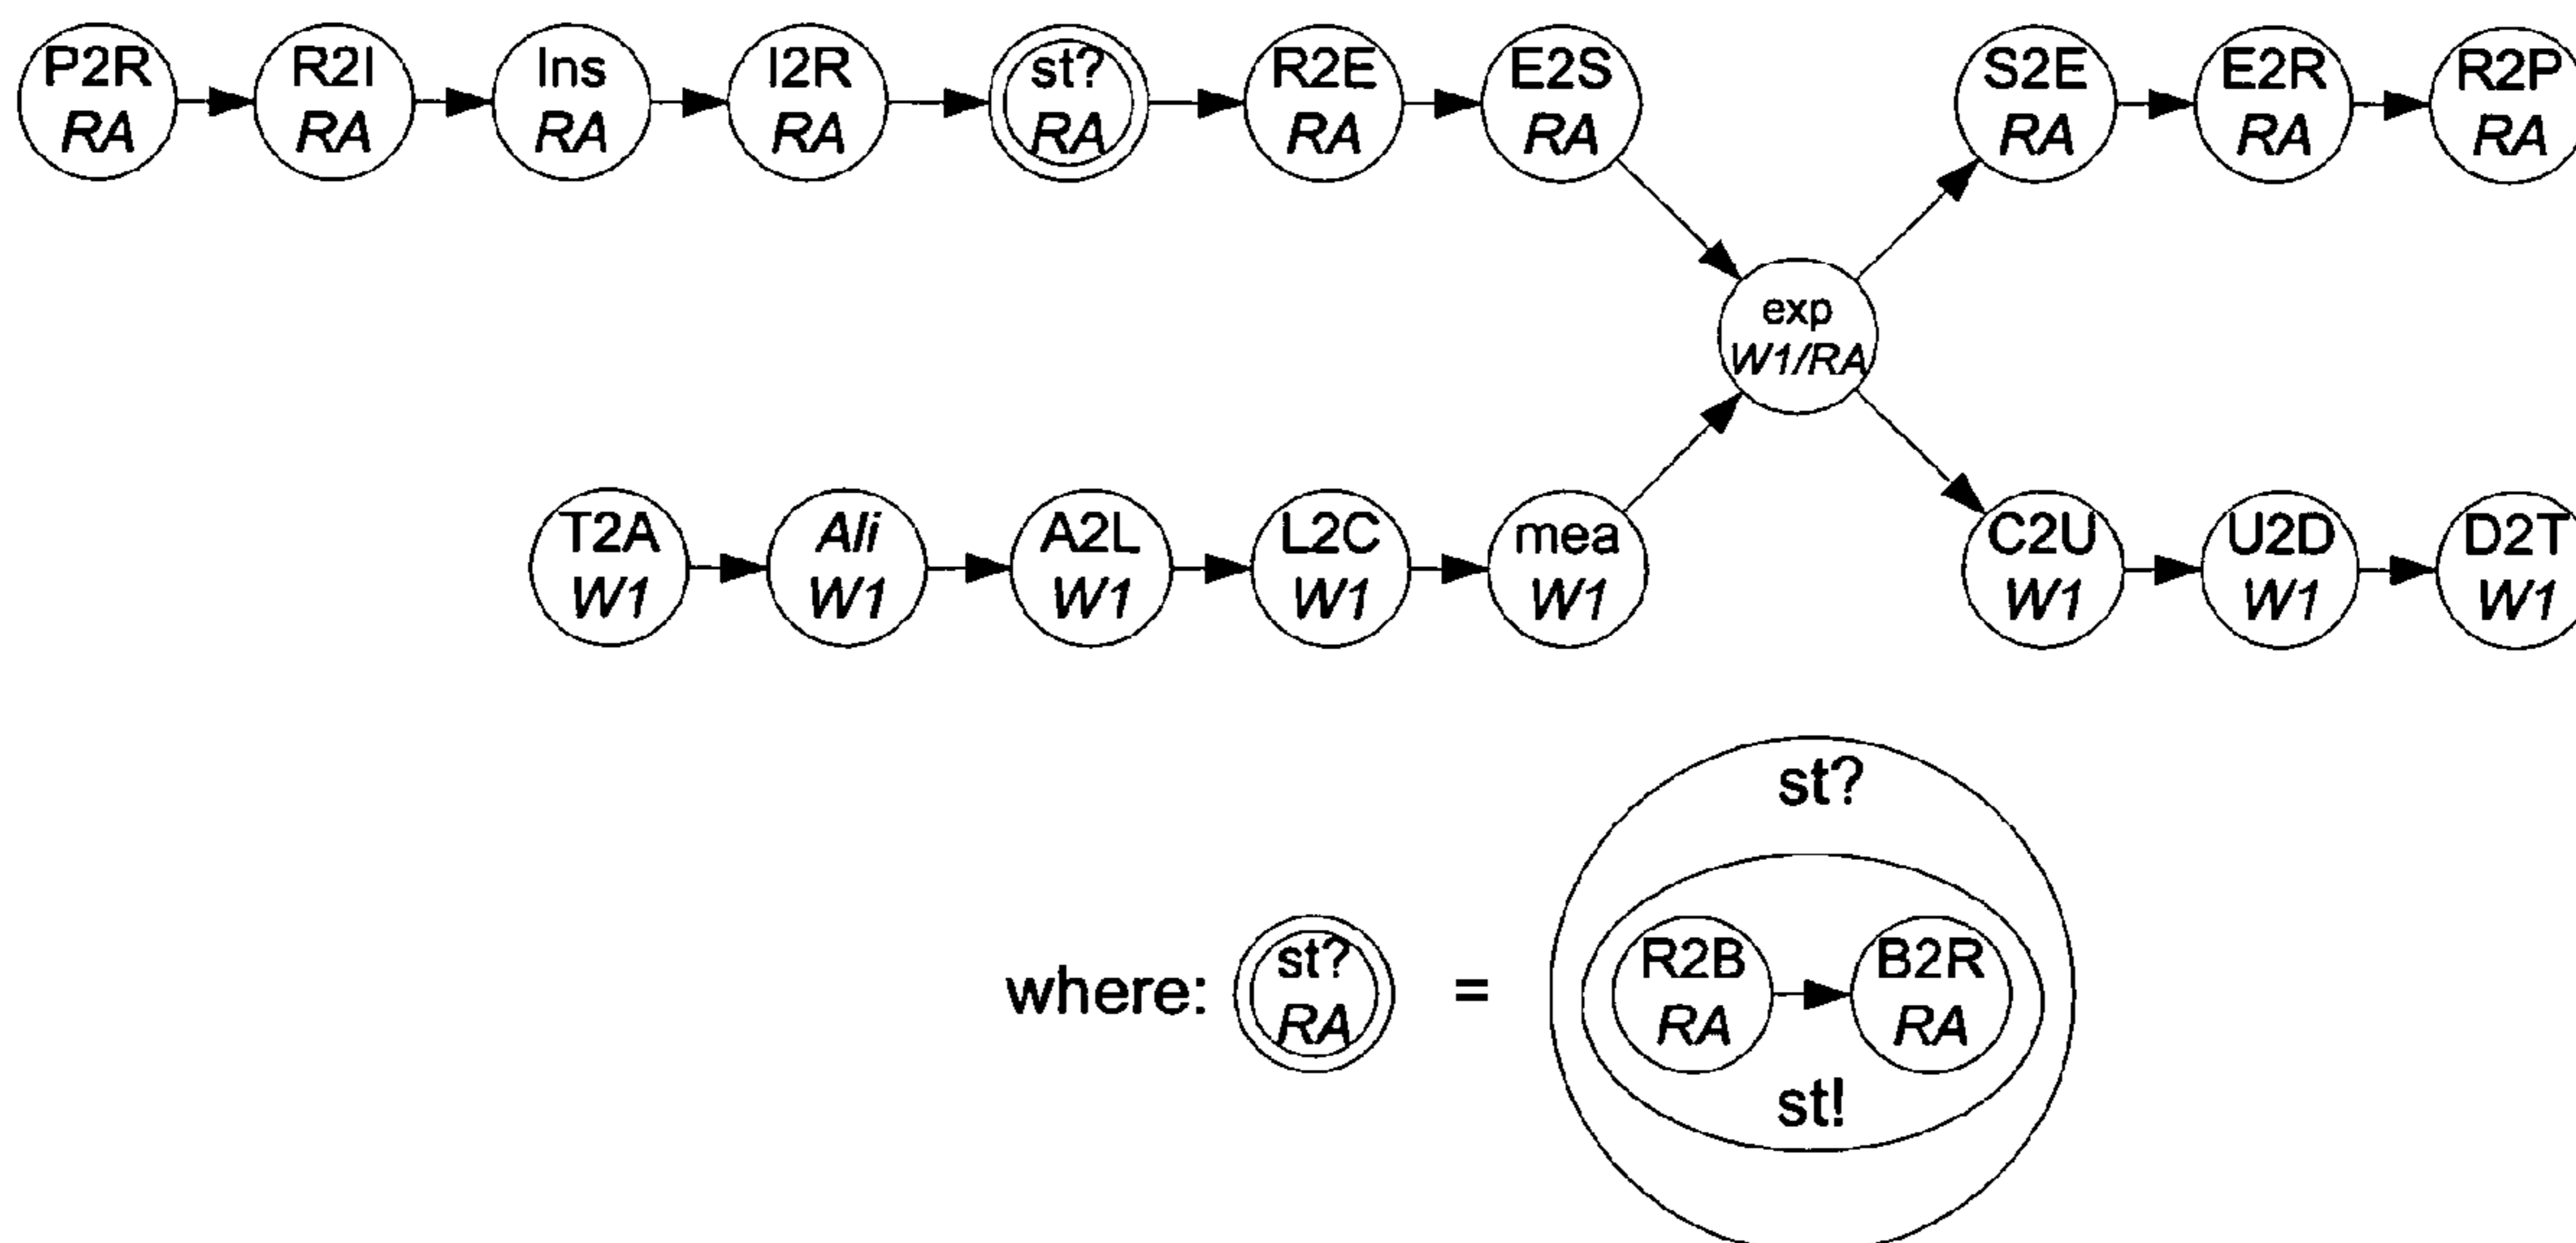 P2R
RA
R2I
RA
Ins
RA
I2R
RA
st?
RA
R2E
RA
E2S
RA
S2E
RA
E2R
RA
R2P
RA
exp
W1/RA
T2A
W1
Ali
W1
A2L
W1
L2C
W1
mea
W1
C2U
W1
U2D
W1
D2T
W1
where:
st?
RA
=
st?
R2B
RA
B2R
RA
st!